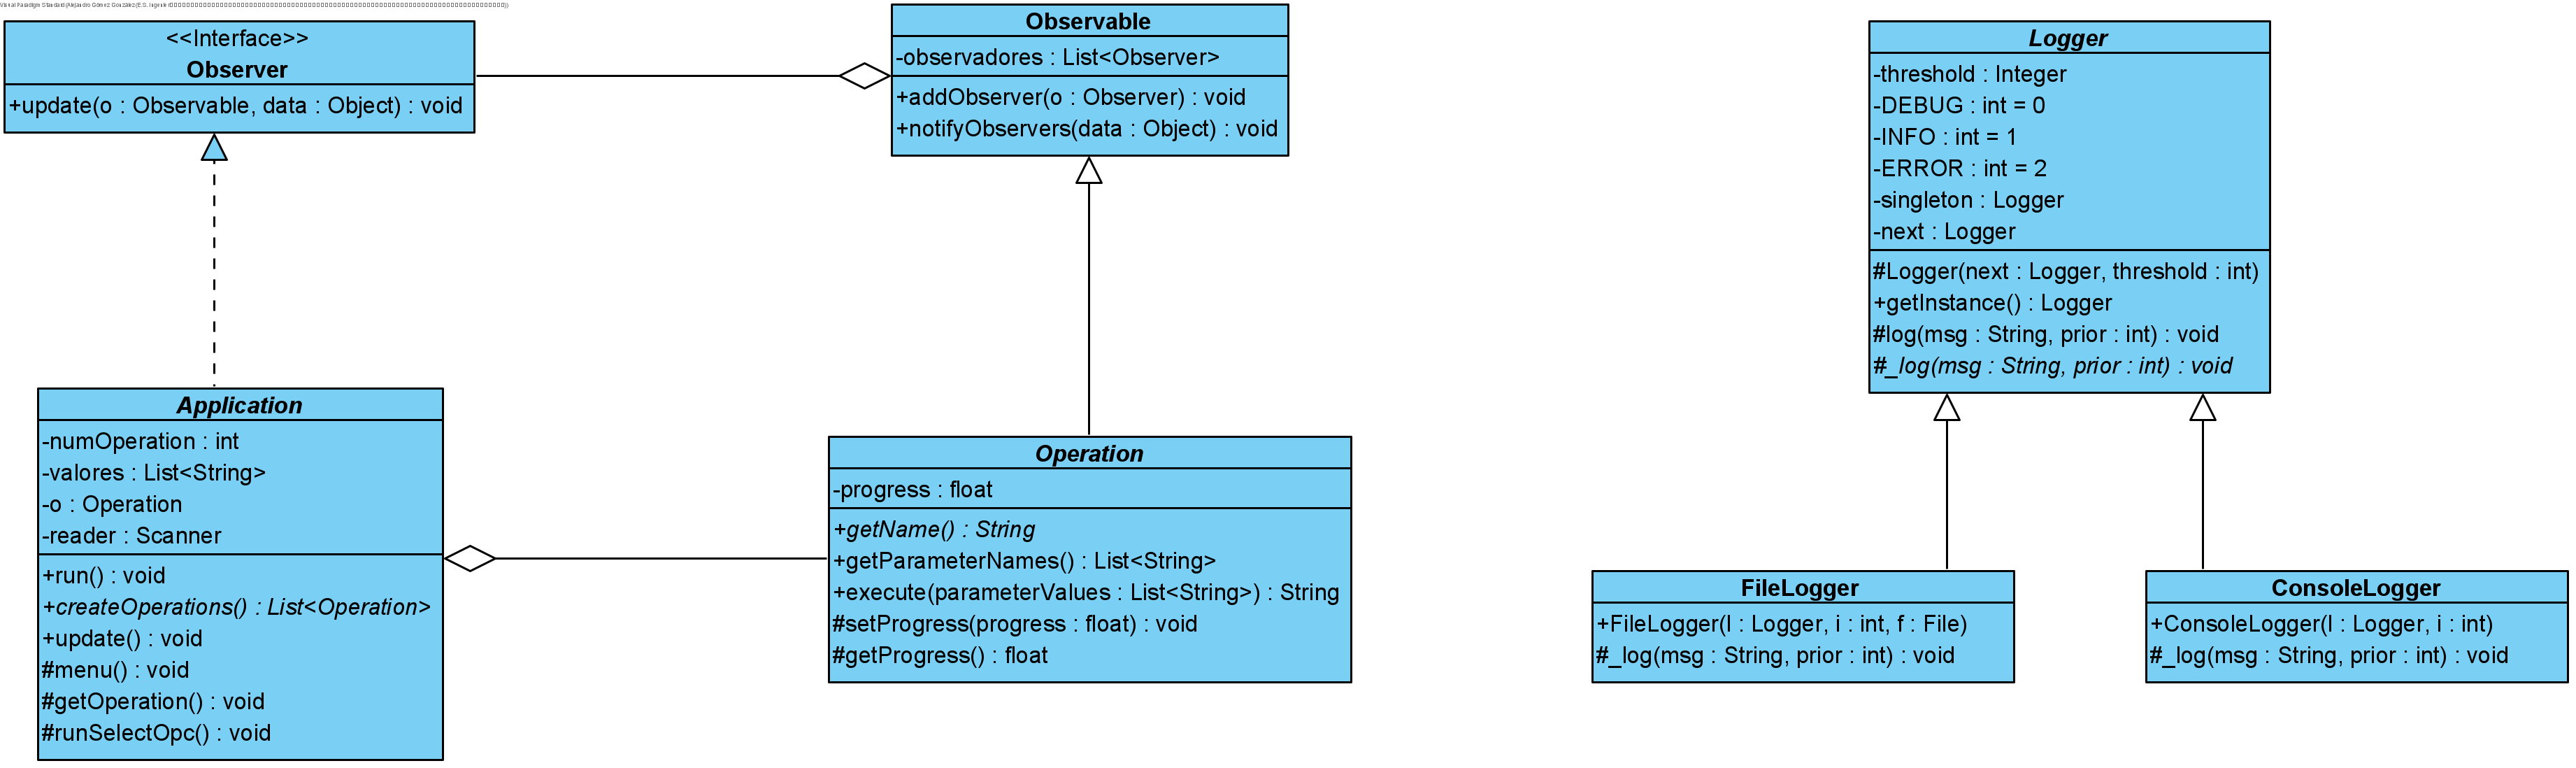 Visual Paradigm Standard(Alejandro Gómez González(E.S. Ingenier
<<Interface>>
Observer
+update(o : Observable, data : Object) : void
Observable
-observadores : List<Observer>
+addObserver(o : Observer) : void
+notifyObservers(data : Object) : void
Logger
-threshold : Integer
-DEBUG : int = 0
-INFO : int = 1
-ERROR : int = 2
-singleton : Logger
-next : Logger
#Logger(next : Logger, threshold : int)
+getInstance() : Logger
#log(msg : String, prior : int) : void
#_log(msg : String, prior : int) : void
Application
-numOperation : int
-valores : List<String>
-o : Operation
-reader : Scanner
+run() : void
+createOperations() : List<Operation>
+update() : void
#menu() : void
#getOperation() : void
#runSelectOpc() : void
Operation
-progress : float
+getName() : String
+getParameterNames() : List<String>
+execute(parameterValues : List<String>) : String
#setProgress(progress : float) : void
#getProgress() : float
FileLogger
+FileLogger(l : Logger, i : int, f : File)
#_log(msg : String, prior : int) : void
ConsoleLogger
+ConsoleLogger(l : Logger, i : int)
#_log(msg : String, prior : int) : void